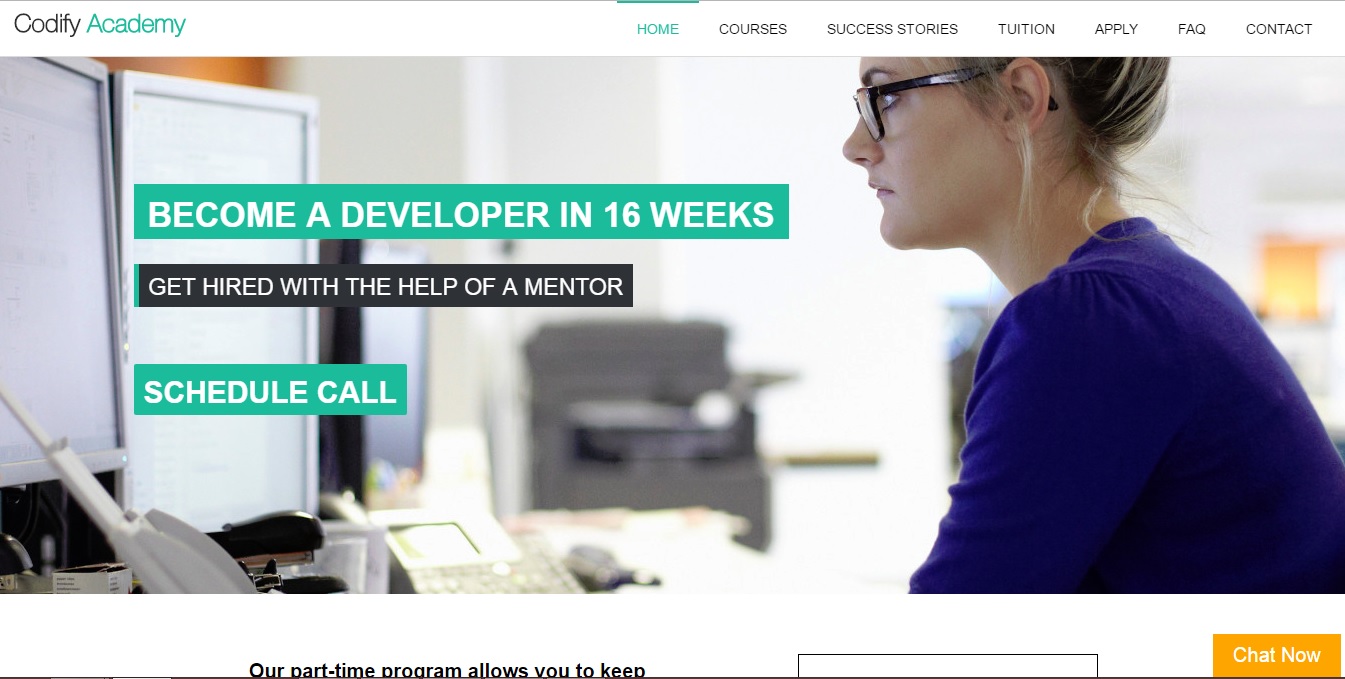 Codify Academy
HOME COURSES SUCCESS STORIES TUITION APPLY FAQ CONTACT
BECOME A DEVELOPER IN 16 WEEKS
GET HIRED WITH THE HELP OF A MENTOR
SCHEDULE CALL
Our part-time program allows you to keep
Chat Now